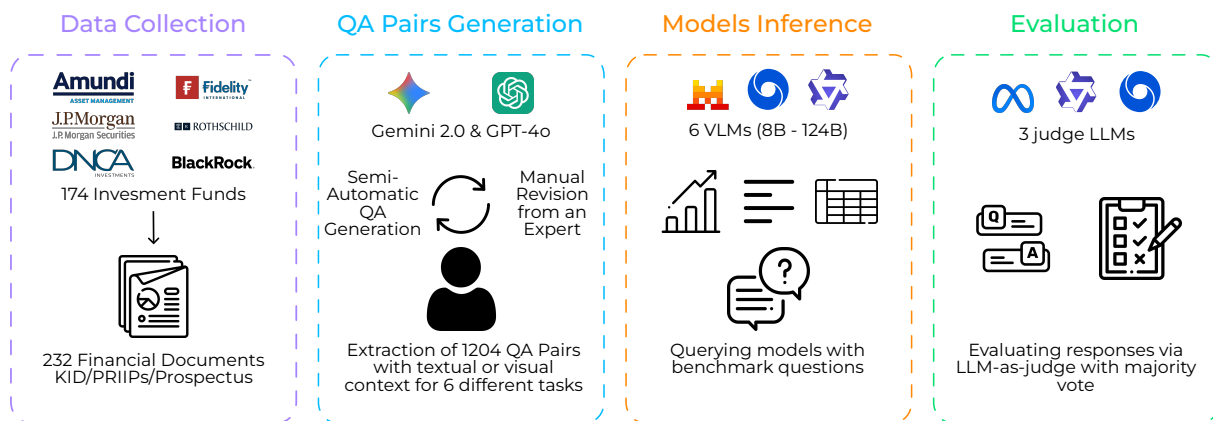 Data Collection
QA Pairs Generation
Models Inference
Evaluation
Amundi
ASSET MANAGEMENT
Fidelity™
INTERNATIONAL
J.P.Morgan
J.P. Morgan Securities
ROTHSCHILD
DNCA
INVESTMENTS
BlackRock.
174 Invesment Funds
232 Financial Documents
KID/PRIIPs/Prospectus
Gemini 2.0 & GPT-4o
Semi-
Automatic
QA
Generation
Manual
Revision
from an
Expert
Extraction of 1204 QA Pairs
with textual or visual
context for 6 different tasks
6 VLMs (8B - 124B)
?
Querying models with
benchmark questions
3 judge LLMs
Q
A
Evaluating responses via
LLM-as-judge with majority
vote